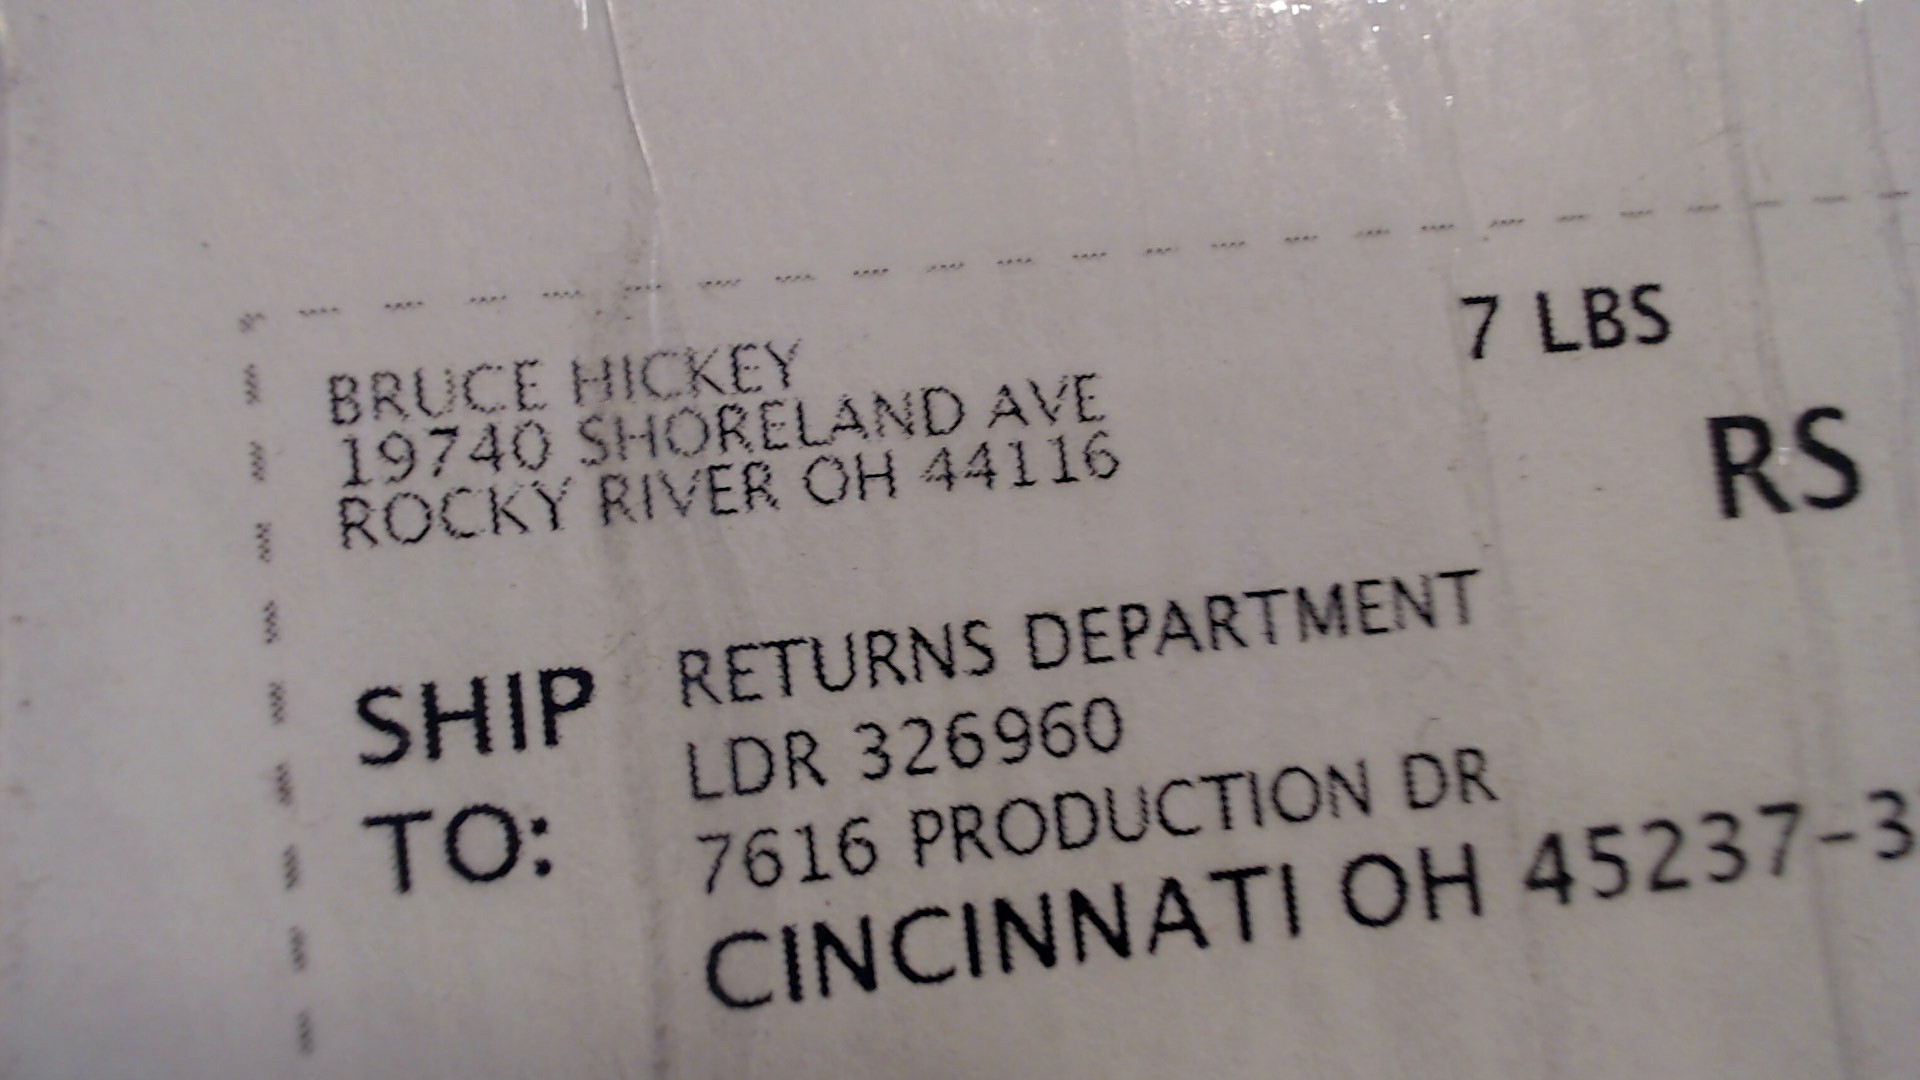 BRUCE HICKEY
19740 SHORELAND AVE
ROCKY RIVER OH 44116
7 LBS
RS
SHIP
TO:
RETURNS DEPARTMENT
LDR 326960
7616 PRODUCTION DR
CINCINNATI OH 45237-3